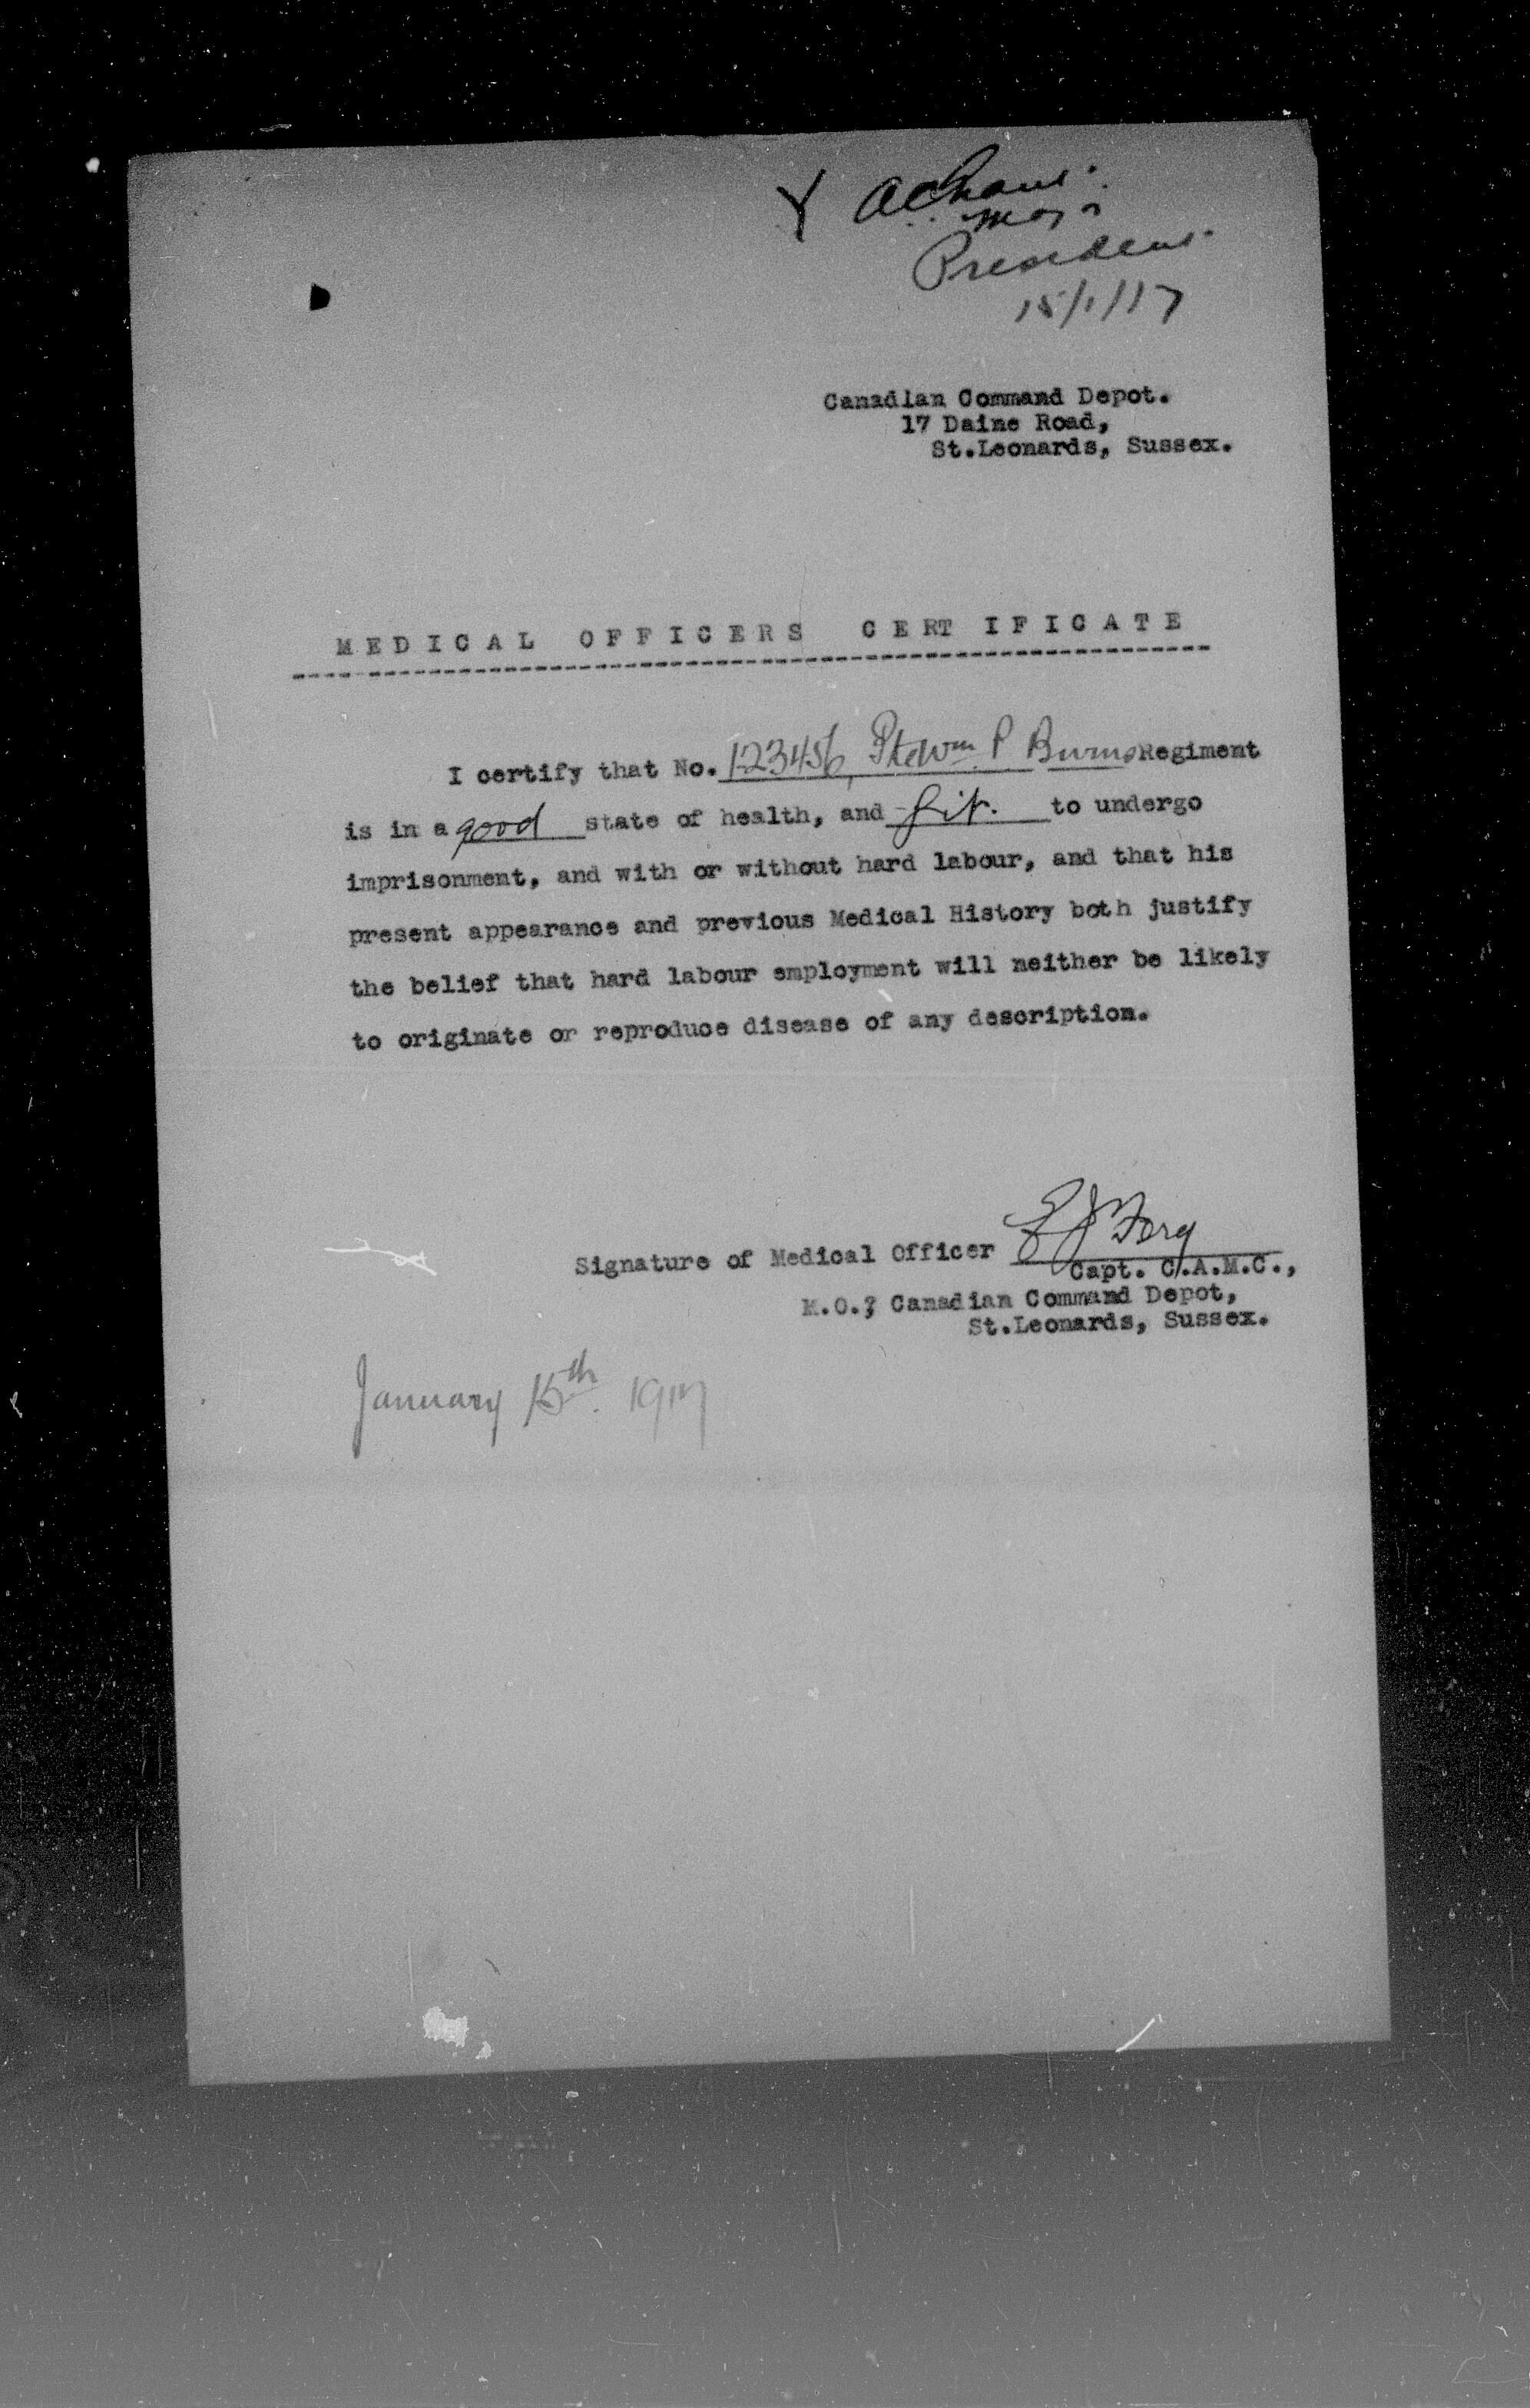 Y
Major
President.
15/1/17
Canadian Command Depot.
17 Daine Road,
St.Leonards, Sussex.
MEDICAL OFFICERS CERTIFICATE
I certify that No. 123456, Pte Wm P Burns Regiment
is in a good state of health, and fit. to undergo
imprisonment, and with or without hard labour, and that his
present appearance and previous Medical History both justify
the belief that hard labour employment will neither be likely
to originate or reproduce disease of any description.
Signature of Medical Officer
Capt. C.A.M.C.,
M.O.; Canadian Command Depot,
St.Leonards, Sussex.
January 15th. 1917